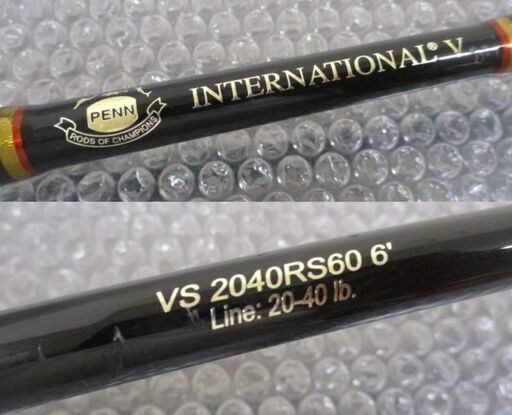 PENN
RODS OF CHAMPIONS
INTERNATIONAL® V
VS 2040RS60 6'
Line: 20-40 lb.